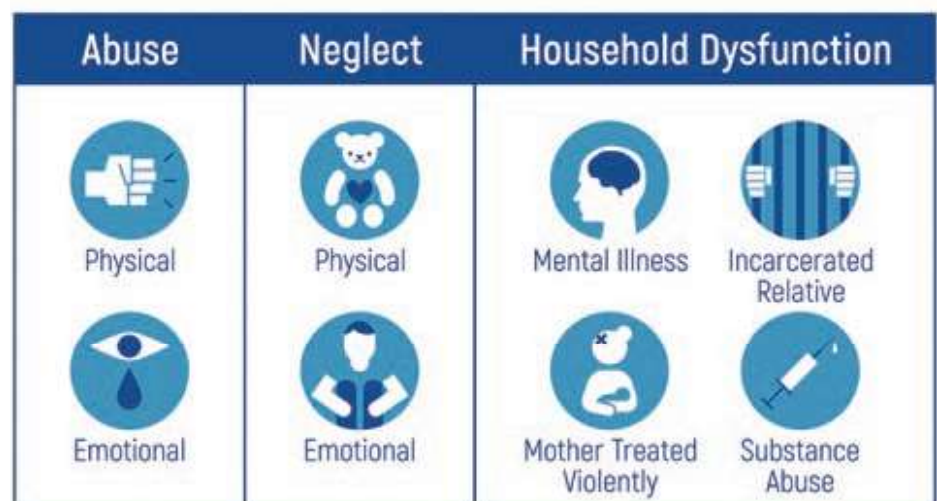 Abuse
Neglect
Household Dysfunction
Physical
Physical
Mental Illness
Incarcerated
Relative
Emotional
Emotional
Mother Treated
Violently
Substance
Abuse